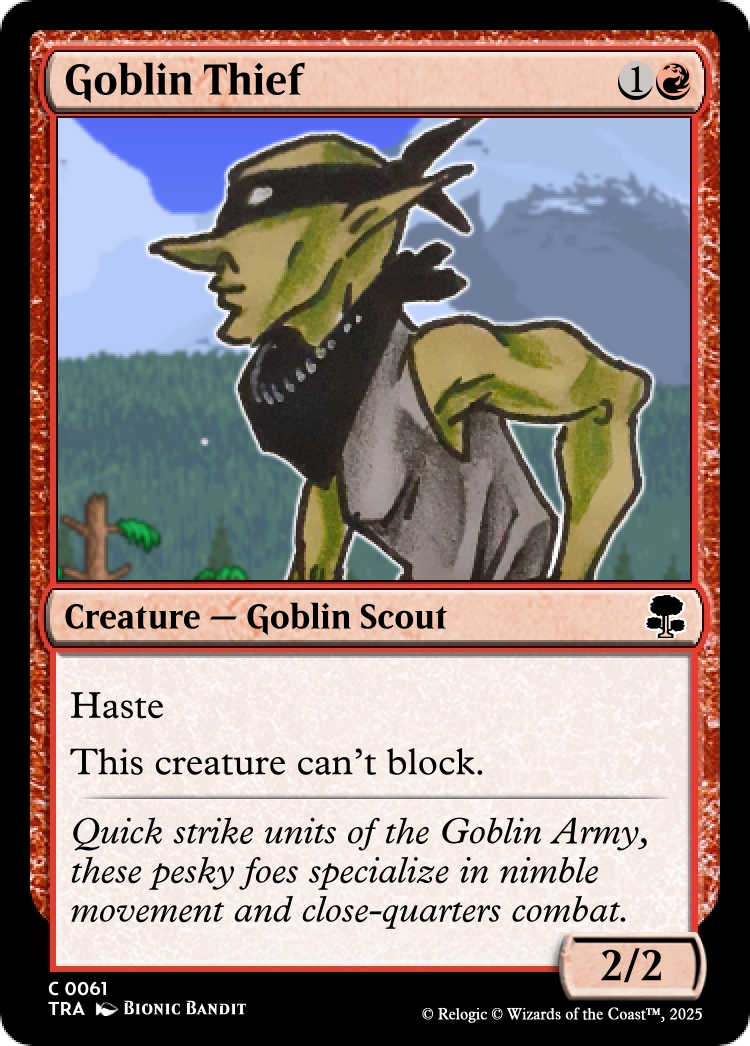 Goblin Thief 1
Creature — Goblin Scout
Haste
This creature can't block.
Quick strike units of the Goblin Army,
these pesky foes specialize in nimble
movement and close-quarters combat.
2/2
C 0061
TRA Bionic Bandit
© Relogic © Wizards of the Coast™, 2025